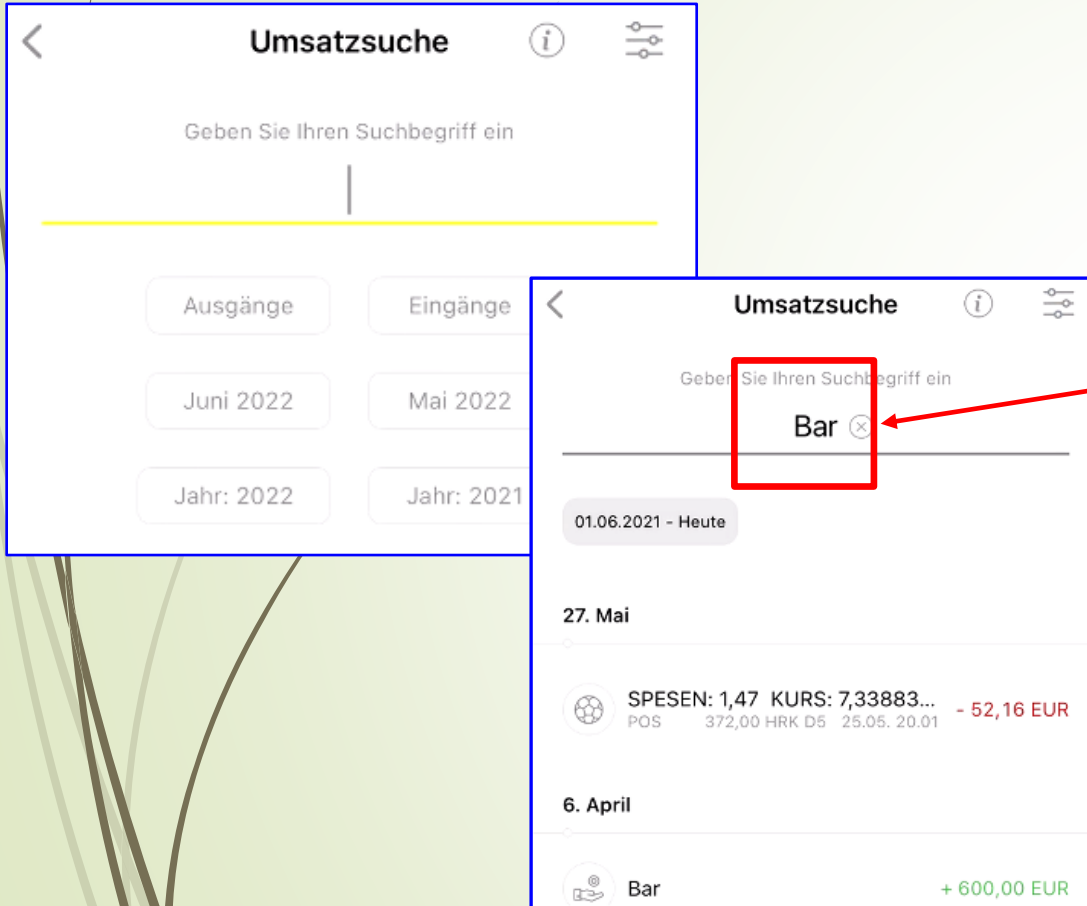 Umsatzsuche
Geben Sie Ihren Suchbegriff ein
Ausgänge Eingänge
Juni 2022 Mai 2022
Jahr: 2022 Jahr: 2021
Umsatzsuche
Geben Sie Ihren Suchbegriff ein
Bar
01.06.2021 - Heute
27. Mai
SPESEN: 1,47 KURS: 7,33883... - 52,16 EUR
POS 372,00 HRK D5 25.05. 20.01
6. April
Bar + 600,00 EUR